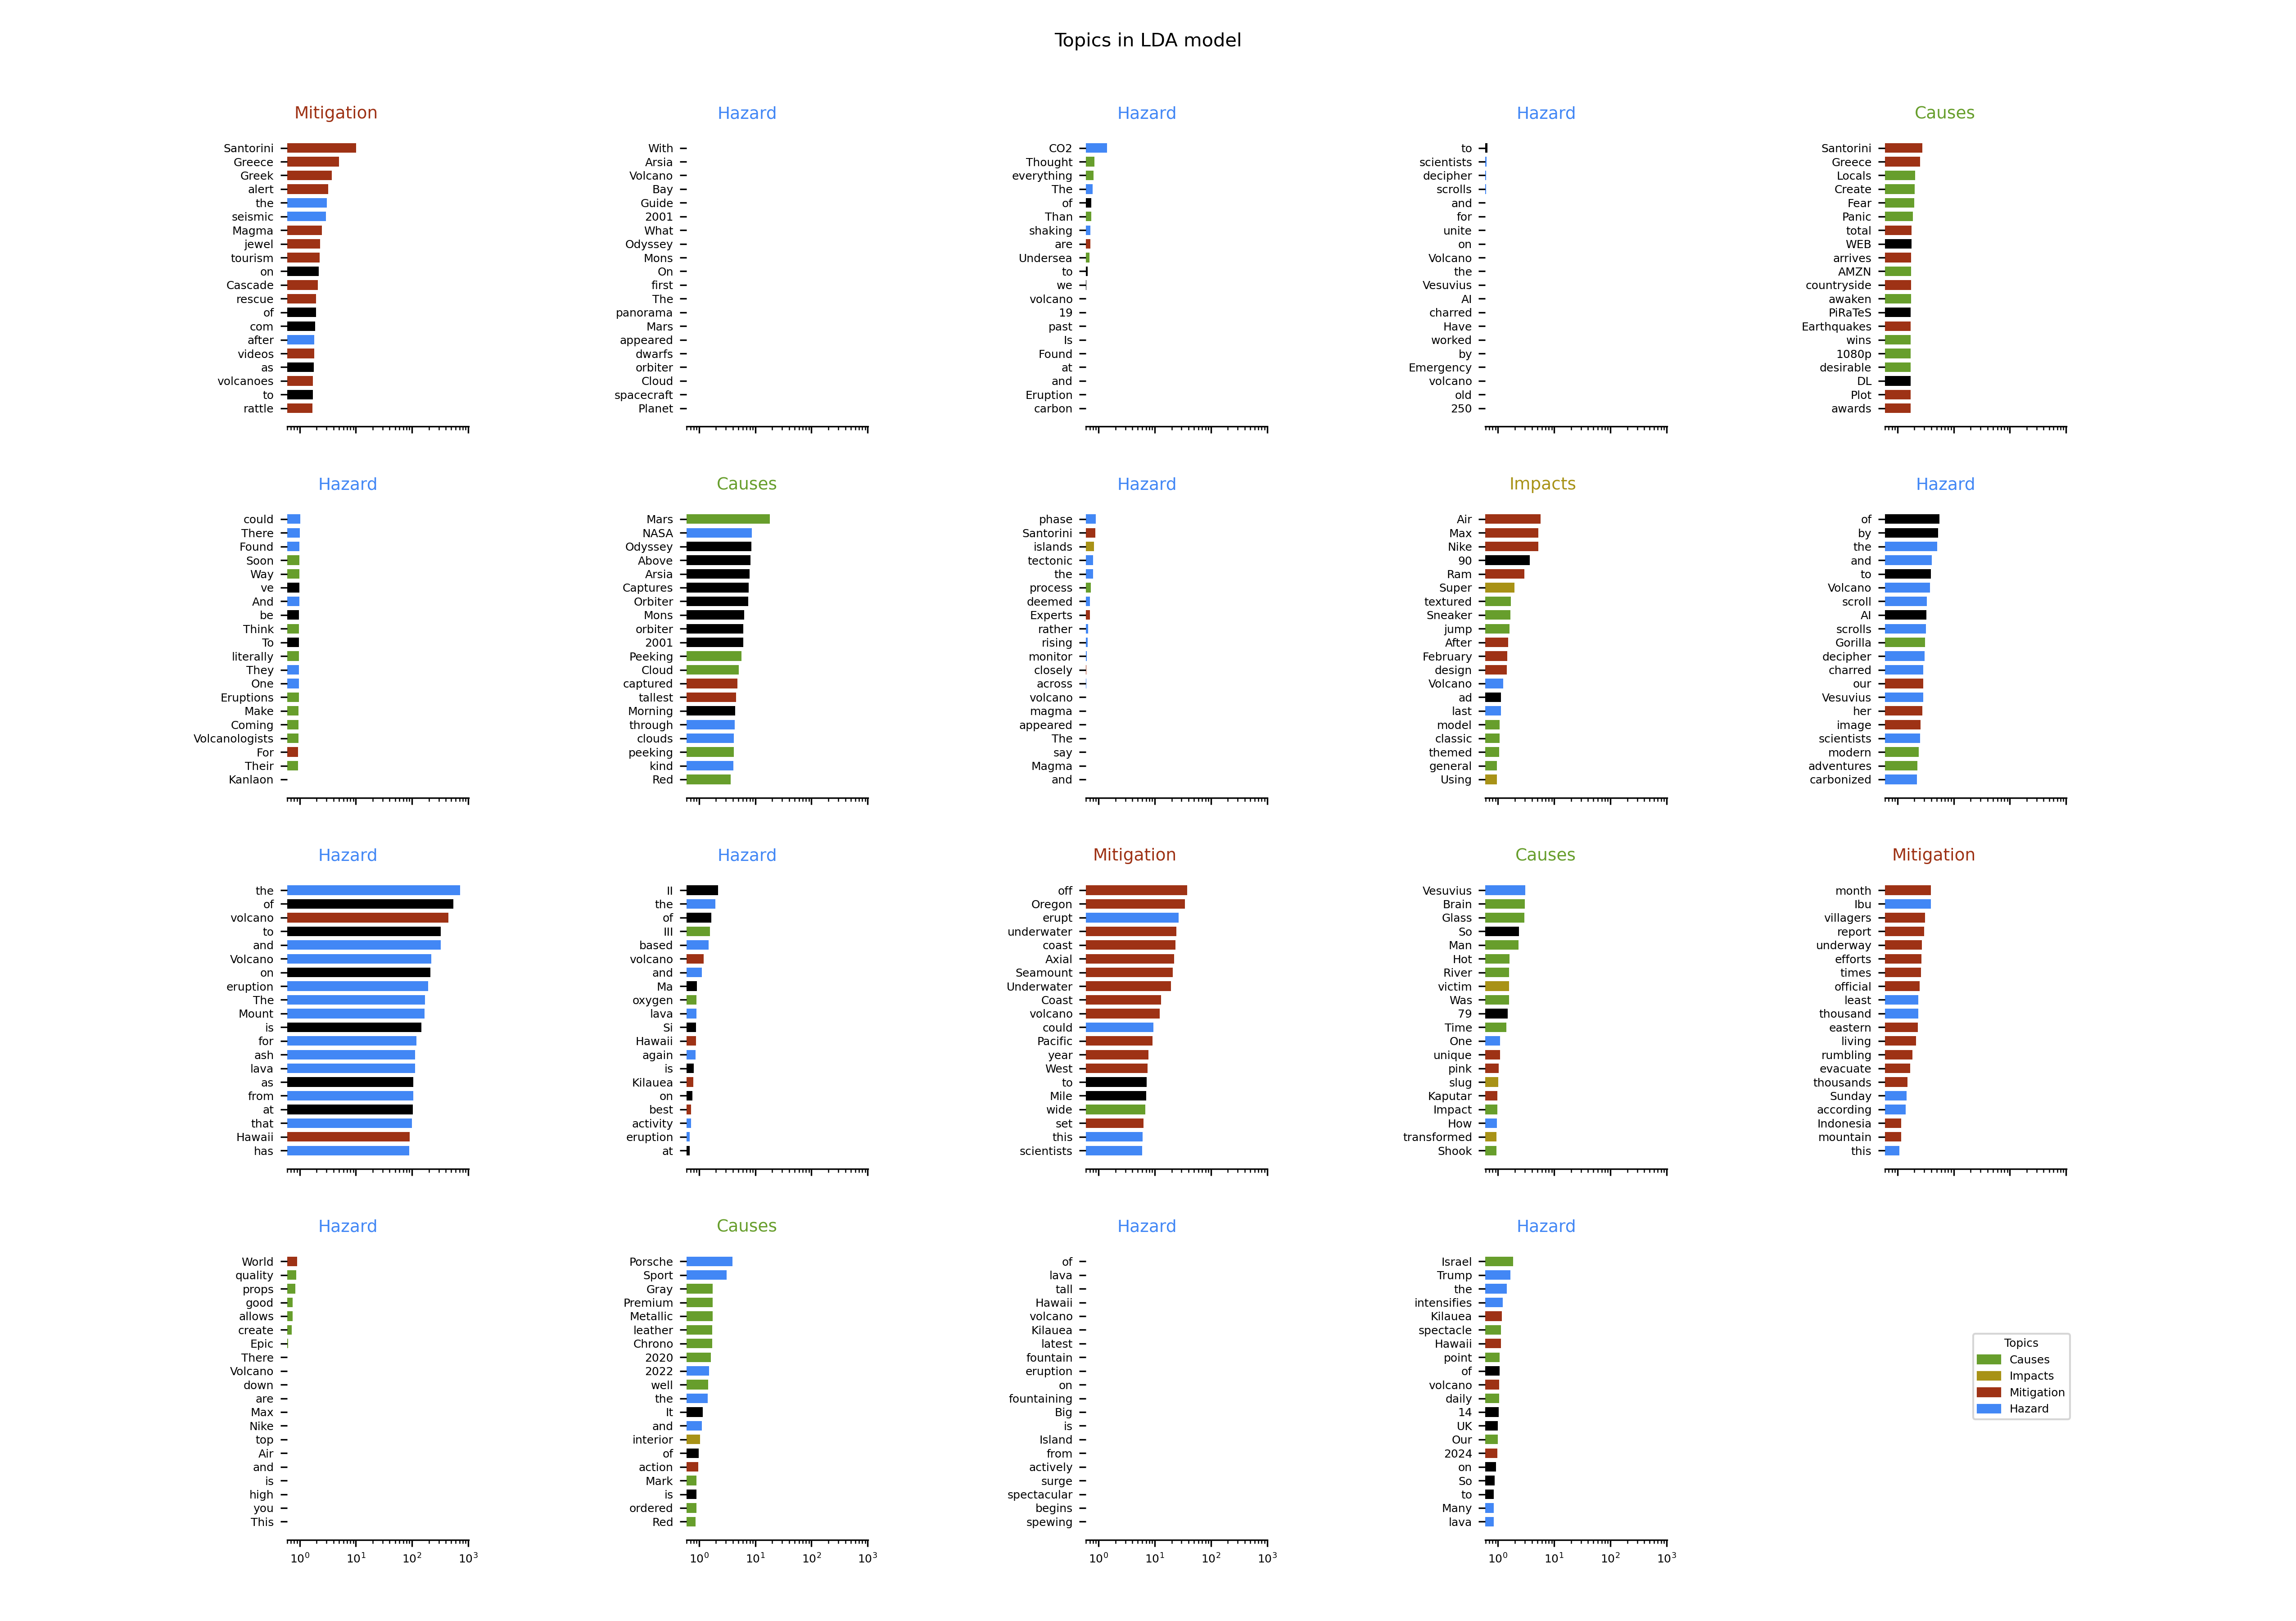 Topics in LDA model
Mitigation
Santorini
Greece
Greek
alert
the
seismic
Magma
jewel
tourism
on
Cascade
rescue
of
com
after
videos
as
volcanoes
to
rattle
Hazard
With
Arsia
Volcano
Bay
Guide
2001
What
Odyssey
Mons
On
first
The
panorama
Mars
appeared
dwarfs
orbiter
Cloud
spacecraft
Planet
Hazard
CO2
Thought
everything
The
of
Than
shaking
are
Undersea
to
we
volcano
19
past
Is
Found
at
and
Eruption
carbon
Hazard
to
scientists
decipher
scrolls
and
for
unite
on
Volcano
the
Vesuvius
AI
charred
Have
worked
by
Emergency
volcano
old
250
Causes
Santorini
Greece
Locals
Create
Fear
Panic
total
WEB
arrives
AMZN
countryside
awaken
PiRaTeS
Earthquakes
wins
1080p
desirable
DL
Plot
awards
Hazard
could
There
Found
Soon
Way
ve
And
be
Think
To
literally
They
One
Eruptions
Make
Coming
Volcanologists
For
Their
Kanlaon
Causes
Mars
NASA
Odyssey
Above
Arsia
Captures
Orbiter
Mons
orbiter
2001
Peeking
Cloud
captured
tallest
Morning
through
clouds
peeking
kind
Red
Hazard
phase
Santorini
islands
tectonic
the
process
deemed
Experts
rather
rising
monitor
closely
across
volcano
magma
appeared
The
say
Magma
and
Impacts
Air
Max
Nike
90
Ram
Super
textured
Sneaker
jump
After
February
design
Volcano
ad
last
model
classic
themed
general
Using
Hazard
of
by
the
and
to
Volcano
scroll
AI
scrolls
Gorilla
decipher
charred
our
Vesuvius
her
image
scientists
modern
adventures
carbonized
Hazard
the
of
volcano
to
and
Volcano
on
eruption
The
Mount
is
for
ash
lava
as
from
at
that
Hawaii
has
Hazard
II
the
of
III
based
volcano
and
Ma
oxygen
lava
Si
Hawaii
again
is
Kilauea
on
best
activity
eruption
at
Mitigation
off
Oregon
erupt
underwater
coast
Axial
Seamount
Underwater
Coast
volcano
could
Pacific
year
West
to
Mile
wide
set
this
scientists
Causes
Vesuvius
Brain
Glass
So
Man
Hot
River
victim
Was
79
Time
One
unique
pink
slug
Kaputar
Impact
How
transformed
Shook
Mitigation
month
Ibu
villagers
report
underway
efforts
times
official
least
thousand
eastern
living
rumbling
evacuate
thousands
Sunday
according
Indonesia
mountain
this
Hazard
World
quality
props
good
allows
create
Epic
There
Volcano
down
are
Max
Nike
top
Air
and
is
high
you
This
10⁰ 10¹ 10² 10³
Causes
Porsche
Sport
Gray
Premium
Metallic
leather
Chrono
2020
2022
well
the
It
and
interior
of
action
Mark
is
ordered
Red
10⁰ 10¹ 10² 10³
Hazard
of
lava
tall
Hawaii
volcano
Kilauea
latest
fountain
eruption
on
fountaining
Big
is
Island
from
actively
surge
spectacular
begins
spewing
10⁰ 10¹ 10² 10³
Hazard
Israel
Trump
the
intensifies
Kilauea
spectacle
Hawaii
point
of
volcano
daily
14
UK
Our
2024
on
So
to
Many
lava
10⁰ 10¹ 10² 10³
Topics
Causes
Impacts
Mitigation
Hazard